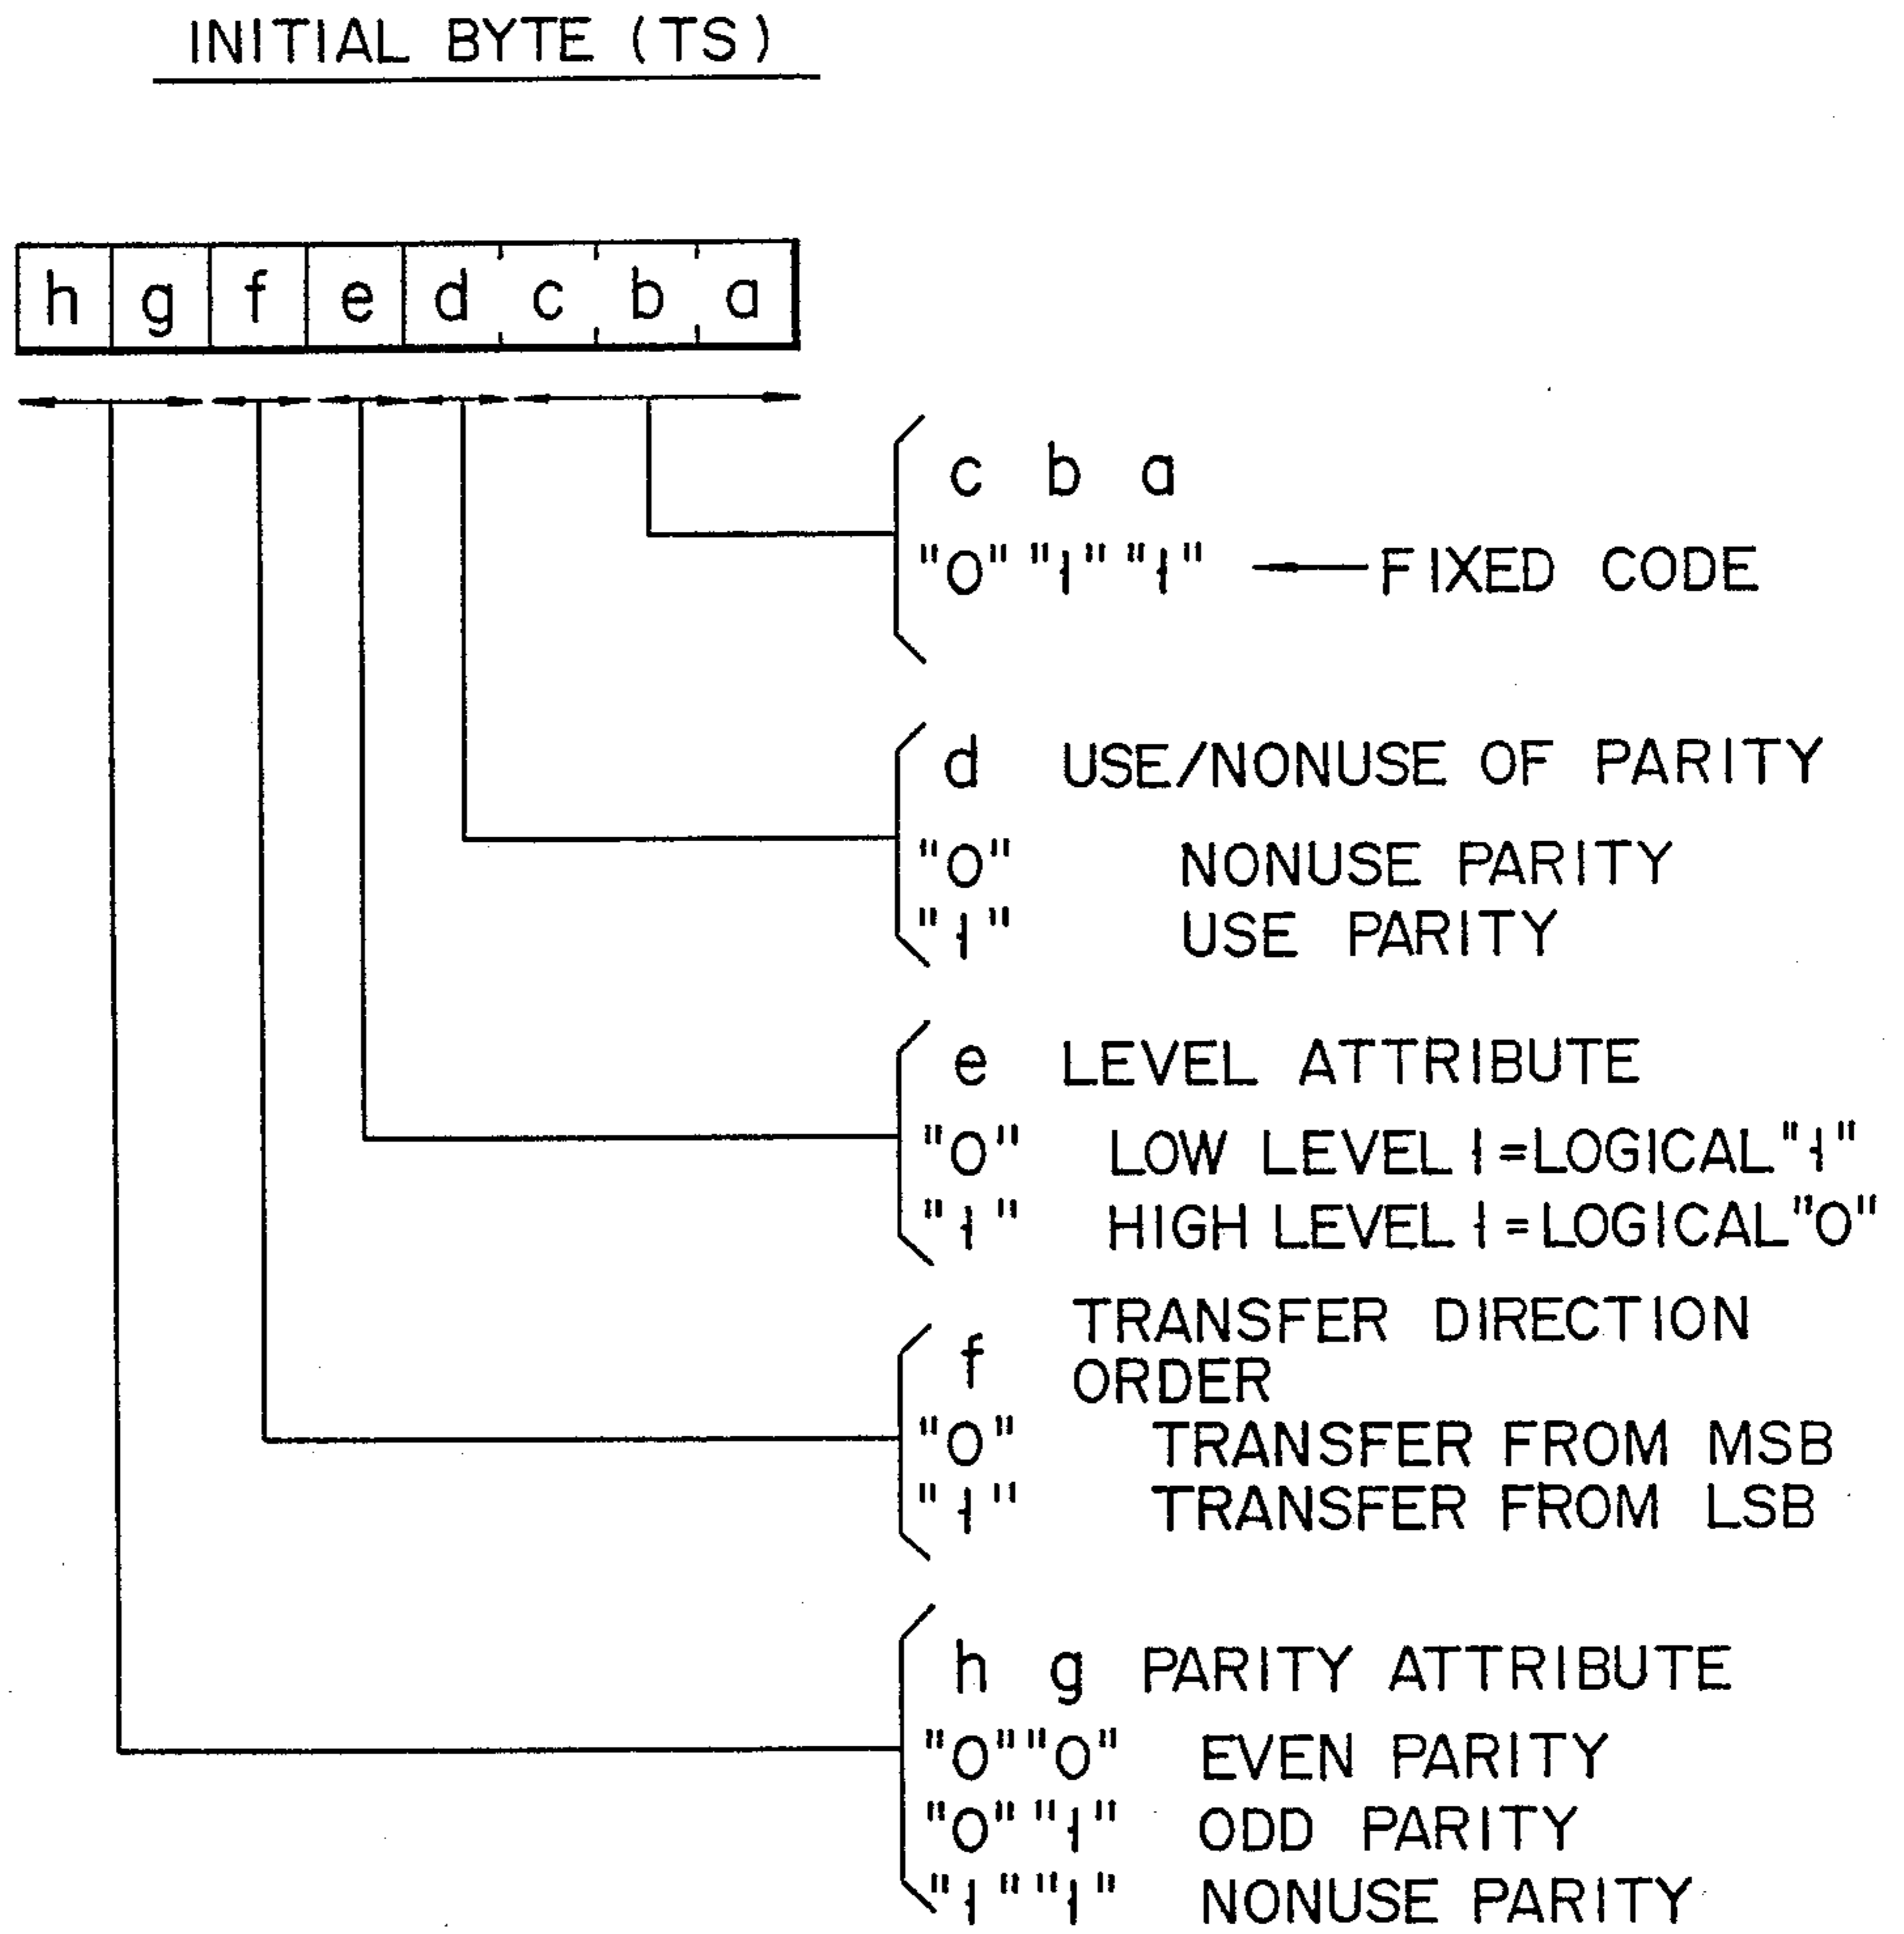 INITIAL BYTE (TS)
h g f e d c b a
c b a
"0" "1" "1" FIXED CODE
d USE/NONUSE OF PARITY
"0" NONUSE PARITY
"1" USE PARITY
e LEVEL ATTRIBUTE
"0" LOW LEVEL 1=LOGICAL "1"
"1" HIGH LEVEL 1=LOGICAL "0"
f TRANSFER DIRECTION
ORDER
"0" TRANSFER FROM MSB
"1" TRANSFER FROM LSB
h g PARITY ATTRIBUTE
"0" "0" EVEN PARITY
"0" "1" ODD PARITY
"1" "1" NONUSE PARITY